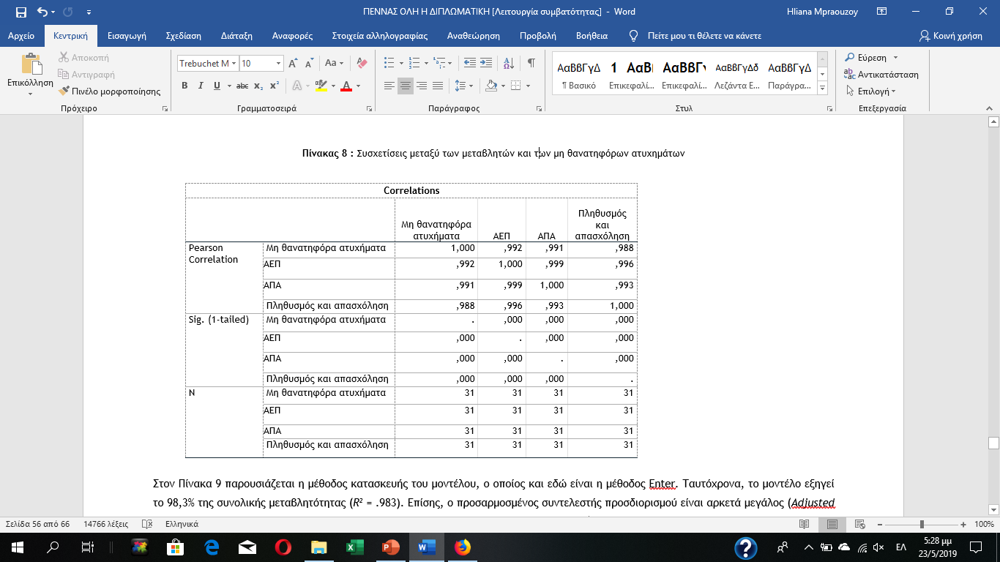 ΠΕΝΝΑΣ ΟΛΗ Η ΔΙΠΛΩΜΑΤΙΚΗ [Λειτουργία συμβατότητας] - Word
Hliana Mpraouzoy
Αρχείο Κεντρική Εισαγωγή Σχεδίαση Διάταξη Αναφορές Στοιχεία αλληλογραφίας Αναθεώρηση Προβολή Βοήθεια Πείτε μου τι θέλετε να κάνετε Κοινή χρήση
Επικόλληση
Αποκοπή
Αντιγραφή
Πινέλο μορφοποίησης
Trebuchet M 10
B I U abc x₂ x²
ΑαΒβΓγΔ 1 ΑαΒ ΑαΒβΓγ ΑαΒβΓγΔδ ΑαΒβΓγΔ
¶ Βασικό Επικεφαλί... Επικεφαλί... Λεζάντα Ε... Παράγρα...
Εύρεση
Αντικατάσταση
Επιλογή
Πρόχειρο Γραμματοσειρά Παράγραφος Στυλ Επεξεργασία
Πίνακας 8 : Συσχετίσεις μεταξύ των μεταβλητών και των μη θανατηφόρων ατυχημάτων
Correlations
Μη θανατηφόρα ατυχήματα ΑΕΠ ΑΠΑ Πληθυσμός και απασχόληση
Pearson Correlation Μη θανατηφόρα ατυχήματα 1,000 ,992 ,991 ,988
ΑΕΠ ,992 1,000 ,999 ,996
ΑΠΑ ,991 ,999 1,000 ,993
Πληθυσμός και απασχόληση ,988 ,996 ,993 1,000
Sig. (1-tailed) Μη θανατηφόρα ατυχήματα . ,000 ,000 ,000
ΑΕΠ ,000 . ,000 ,000
ΑΠΑ ,000 ,000 . ,000
Πληθυσμός και απασχόληση ,000 ,000 ,000 .
N Μη θανατηφόρα ατυχήματα 31 31 31 31
ΑΕΠ 31 31 31 31
ΑΠΑ 31 31 31 31
Πληθυσμός και απασχόληση 31 31 31 31
Στον Πίνακα 9 παρουσιάζεται η μέθοδος κατασκευής του μοντέλου, ο οποίος και εδώ είναι η μέθοδος Enter. Ταυτόχρονα, το μοντέλο εξηγεί
το 98,3% της συνολικής μεταβλητότητας (R² = .983). Επίσης, ο προσαρμοσμένος συντελεστής προσδιορισμού είναι αρκετά μεγάλος (Adjusted
Σελίδα 56 από 66 14766 λέξεις Ελληνικά 100%
ΕΛ 5:28 μμ
23/5/2019